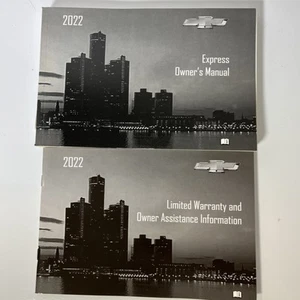 2022
Express
Owner's Manual
2022
Limited Warranty and
Owner Assistance Information